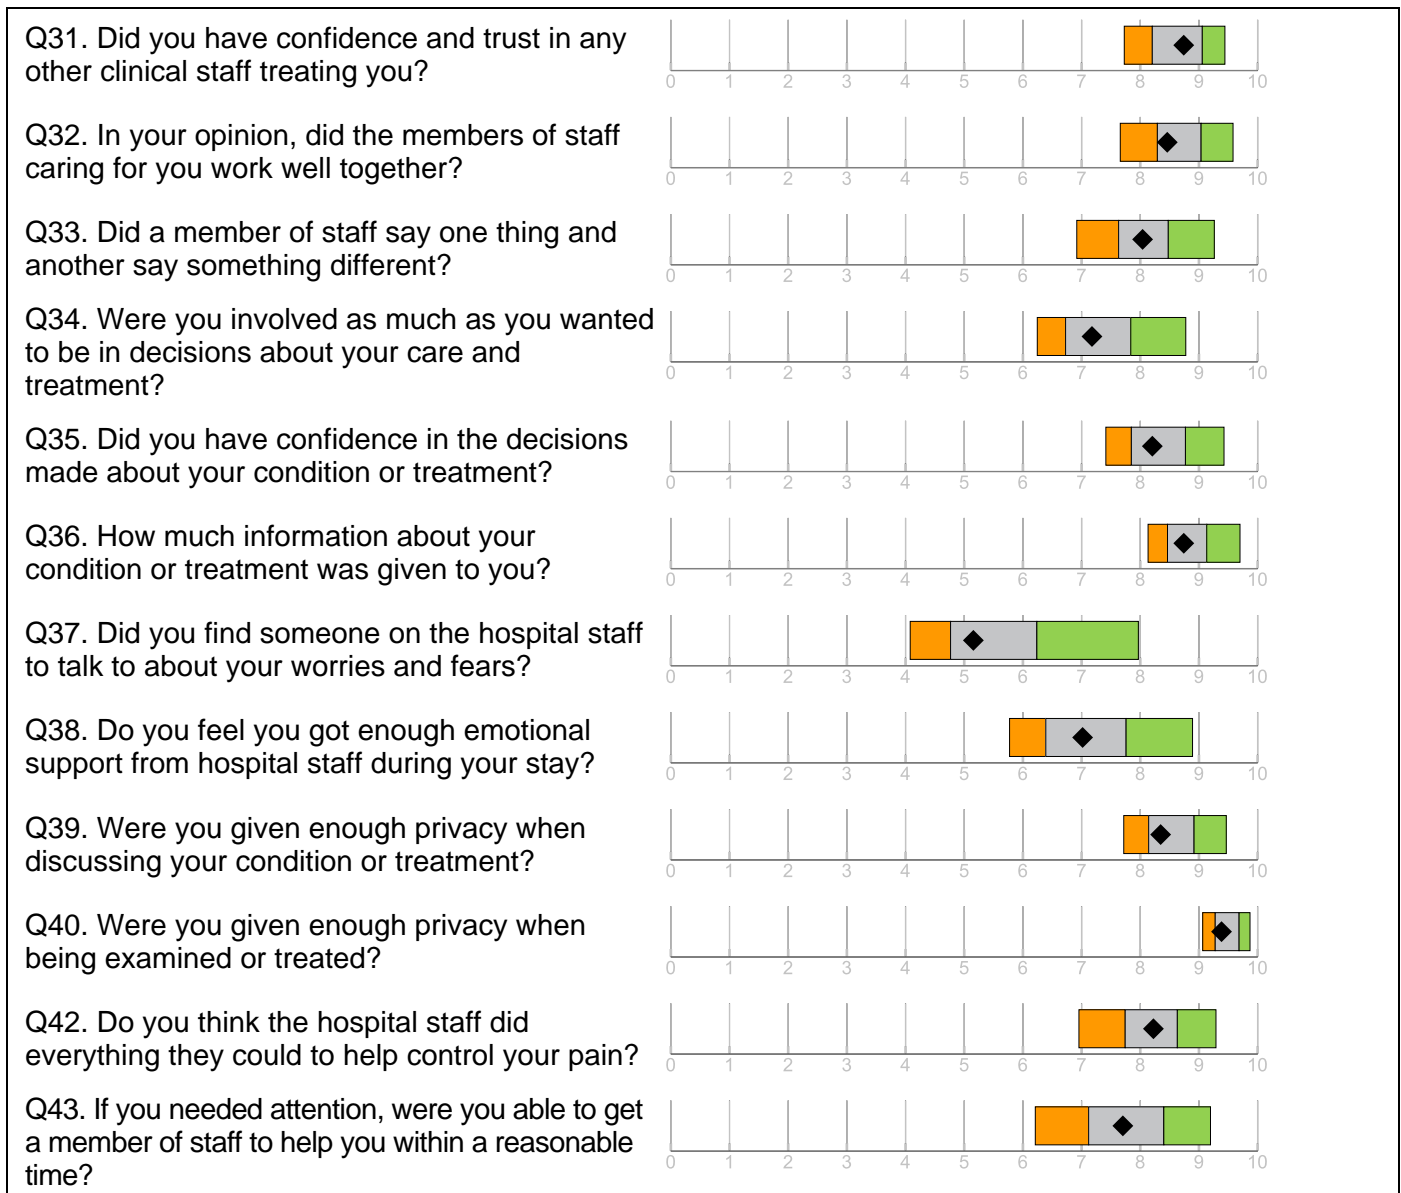 Q31. Did you have confidence and trust in any
other clinical staff treating you?
0 1 2 3 4 5 6 7 8 9 10
Q32. In your opinion, did the members of staff
caring for you work well together?
0 1 2 3 4 5 6 7 8 9 10
Q33. Did a member of staff say one thing and
another say something different?
0 1 2 3 4 5 6 7 8 9 10
Q34. Were you involved as much as you wanted
to be in decisions about your care and
treatment?
0 1 2 3 4 5 6 7 8 9 10
Q35. Did you have confidence in the decisions
made about your condition or treatment?
0 1 2 3 4 5 6 7 8 9 10
Q36. How much information about your
condition or treatment was given to you?
0 1 2 3 4 5 6 7 8 9 10
Q37. Did you find someone on the hospital staff
to talk to about your worries and fears?
0 1 2 3 4 5 6 7 8 9 10
Q38. Do you feel you got enough emotional
support from hospital staff during your stay?
0 1 2 3 4 5 6 7 8 9 10
Q39. Were you given enough privacy when
discussing your condition or treatment?
0 1 2 3 4 5 6 7 8 9 10
Q40. Were you given enough privacy when
being examined or treated?
0 1 2 3 4 5 6 7 8 9 10
Q42. Do you think the hospital staff did
everything they could to help control your pain?
0 1 2 3 4 5 6 7 8 9 10
Q43. If you needed attention, were you able to get
a member of staff to help you within a reasonable
time?
0 1 2 3 4 5 6 7 8 9 10